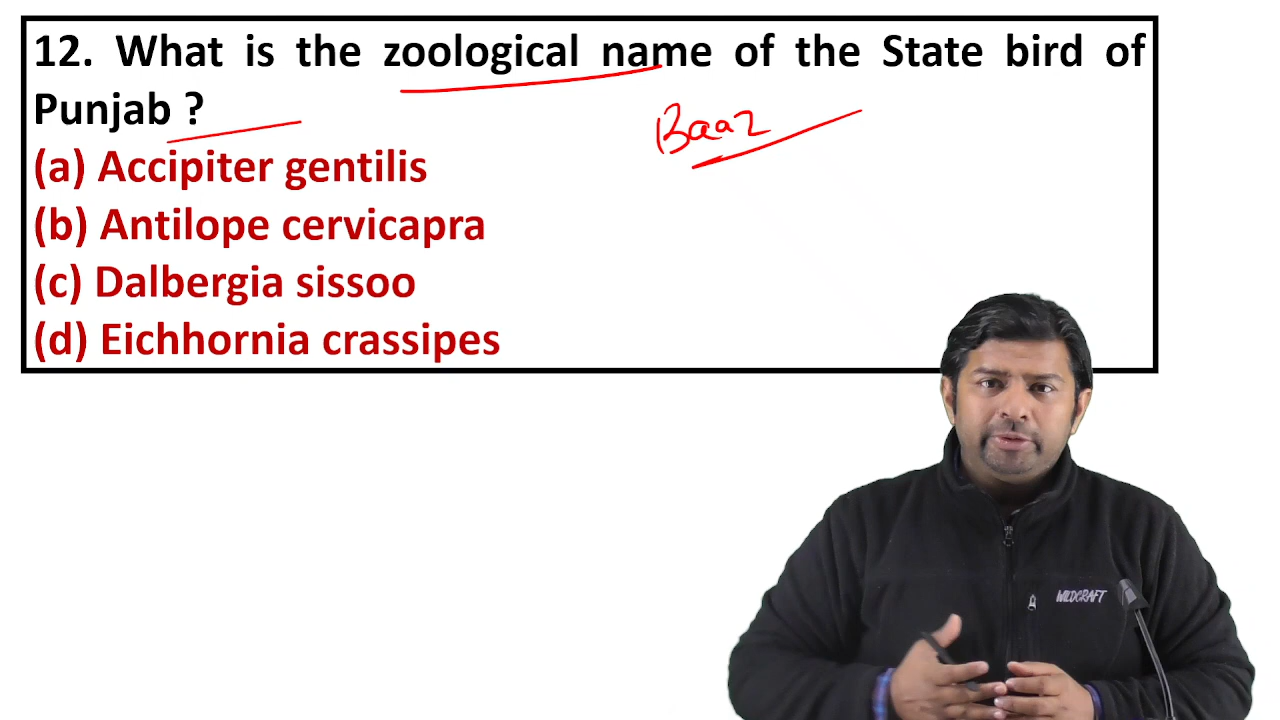 12. What is the zoological name of the State bird of
Punjab ?
Baaz
(a) Accipiter gentilis
(b) Antilope cervicapra
(c) Dalbergia sissoo
(d) Eichhornia crassipes
WILDCRAFT